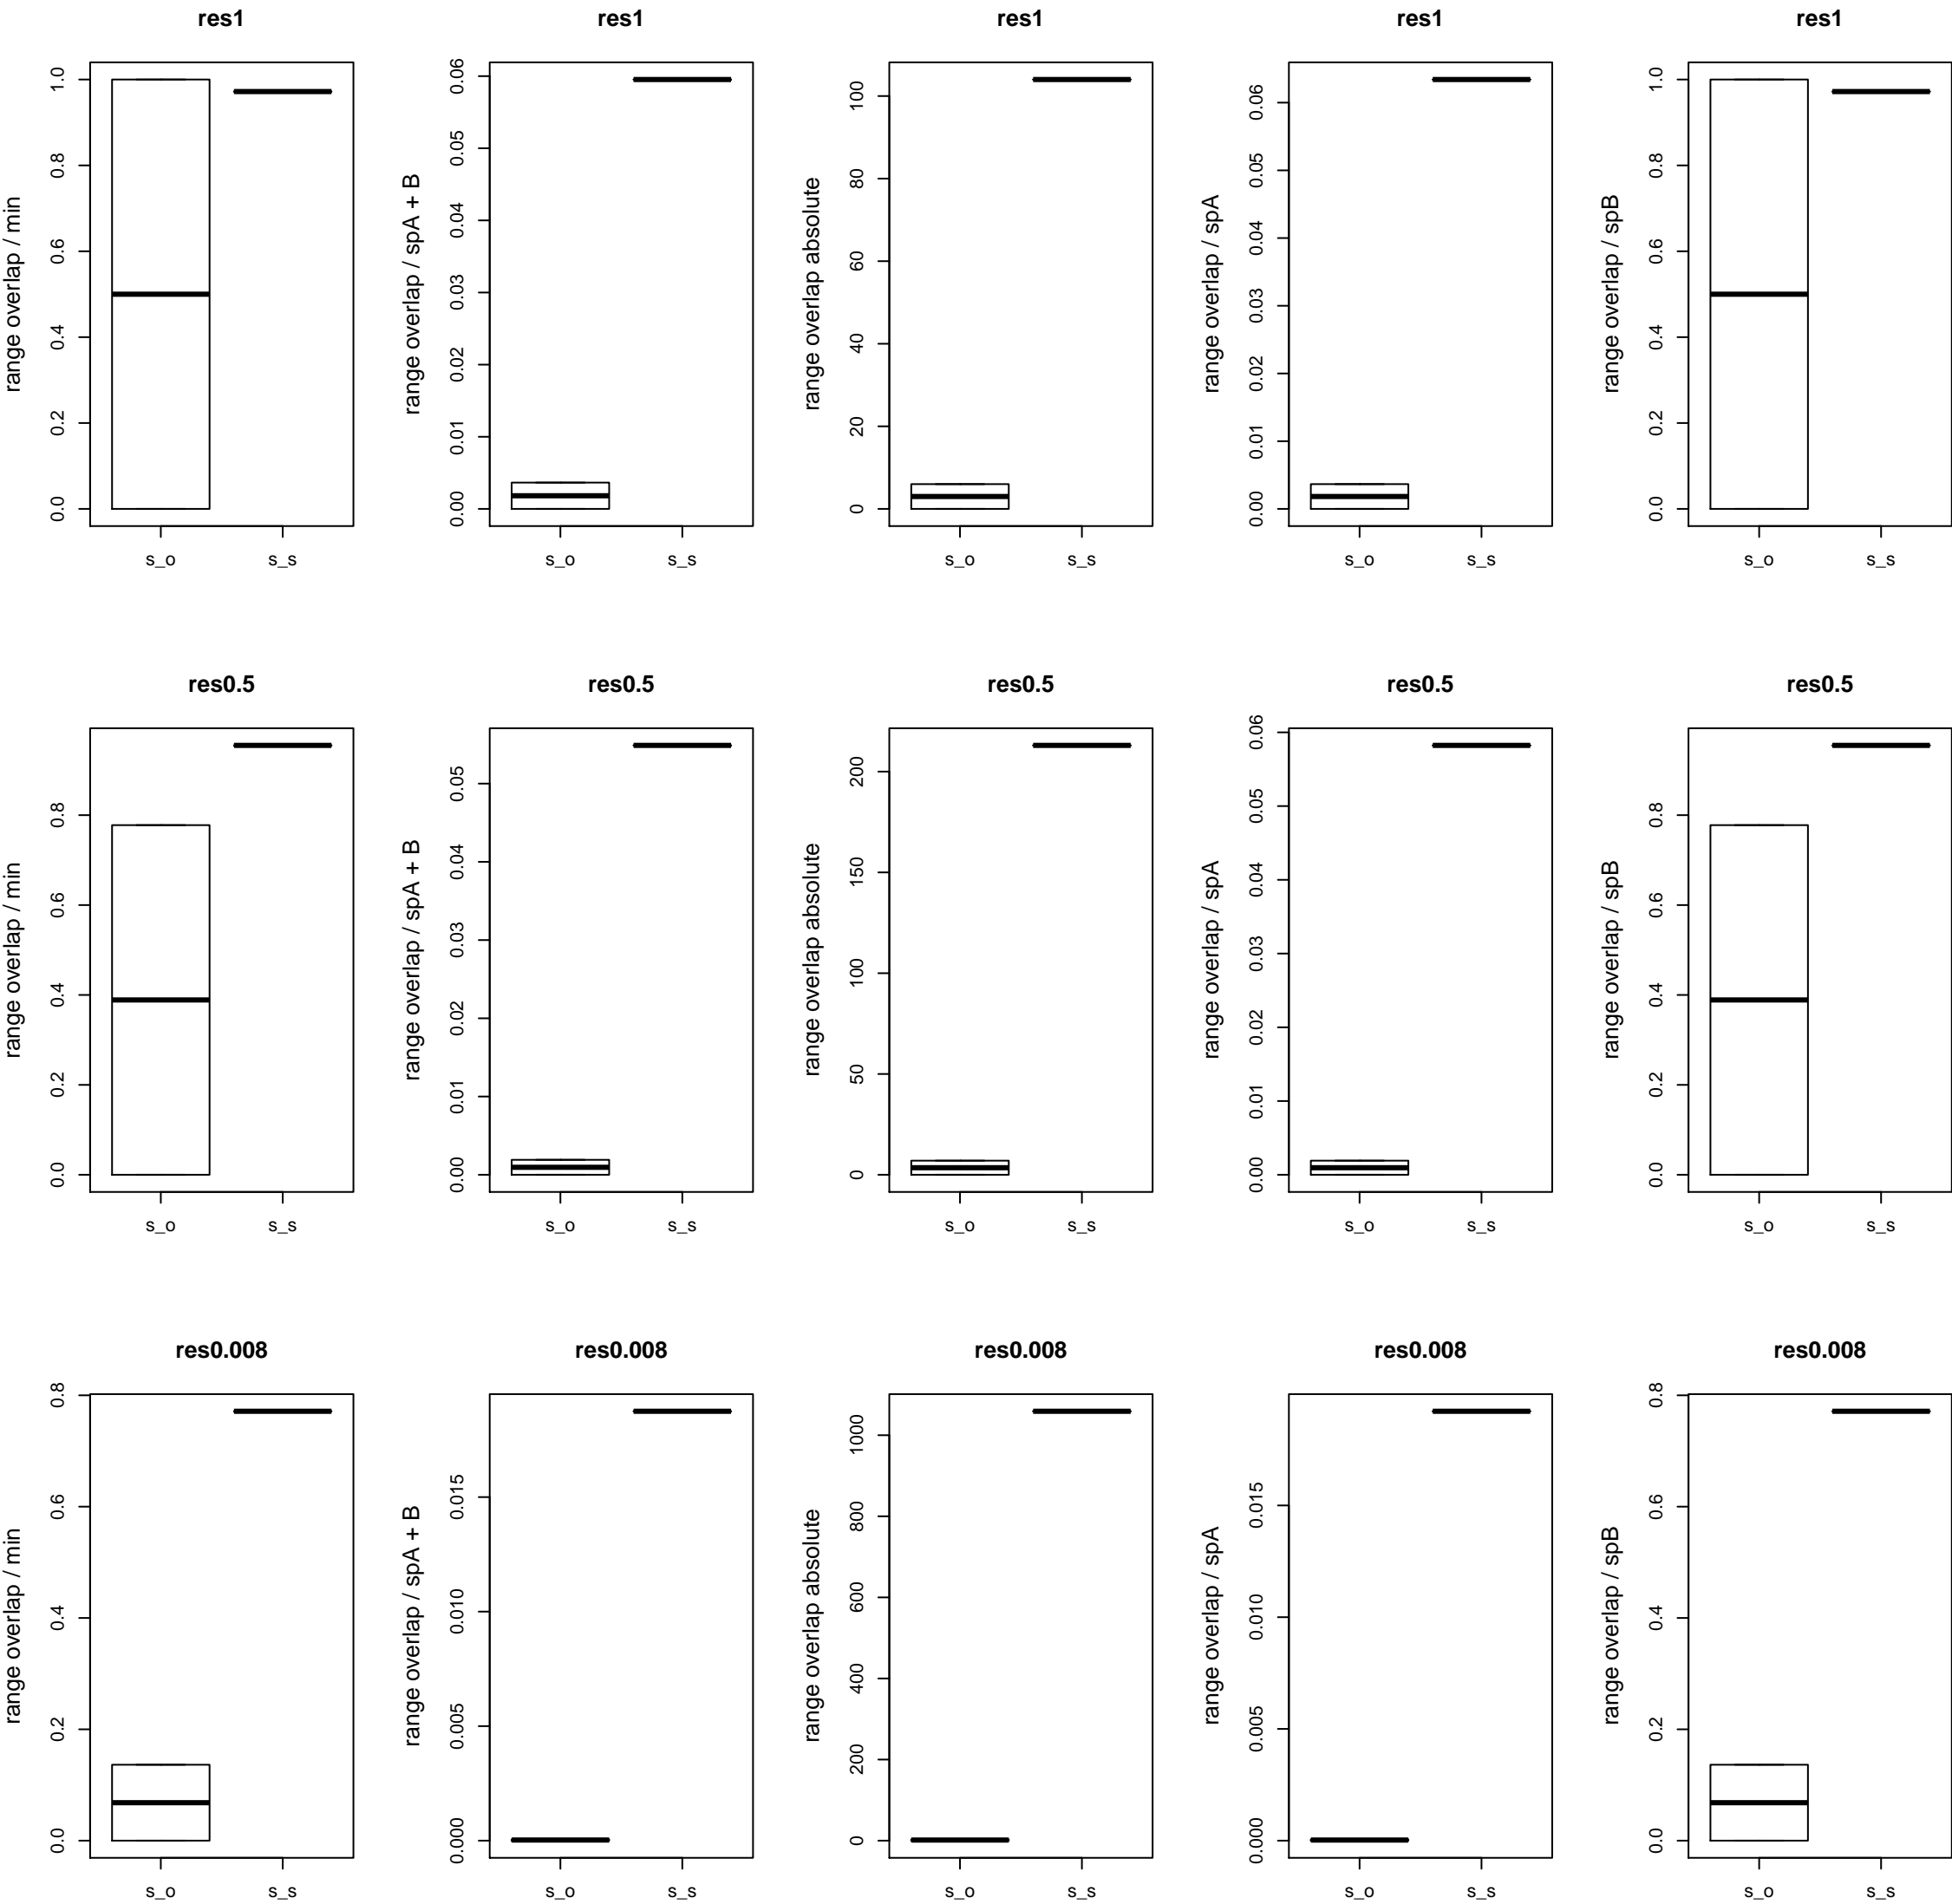 res1
range overlap / min
0.0 0.2 0.4 0.6 0.8 1.0
s_o s_s
res1
range overlap / spA + B
0.00 0.01 0.02 0.03 0.04 0.05 0.06
s_o s_s
res1
range overlap absolute
0 20 40 60 80 100
s_o s_s
res1
range overlap / spA
0.00 0.01 0.02 0.03 0.04 0.05 0.06
s_o s_s
res1
range overlap / spB
0.0 0.2 0.4 0.6 0.8 1.0
s_o s_s
res0.5
range overlap / min
0.0 0.2 0.4 0.6 0.8
s_o s_s
res0.5
range overlap / spA + B
0.00 0.01 0.02 0.03 0.04 0.05
s_o s_s
res0.5
range overlap absolute
0 50 100 150 200
s_o s_s
res0.5
range overlap / spA
0.00 0.01 0.02 0.03 0.04 0.05 0.06
s_o s_s
res0.5
range overlap / spB
0.0 0.2 0.4 0.6 0.8
s_o s_s
res0.008
range overlap / min
0.0 0.2 0.4 0.6 0.8
s_o s_s
res0.008
range overlap / spA + B
0.000 0.005 0.010 0.015
s_o s_s
res0.008
range overlap absolute
0 200 400 600 800 1000
s_o s_s
res0.008
range overlap / spA
0.000 0.005 0.010 0.015
s_o s_s
res0.008
range overlap / spB
0.0 0.2 0.4 0.6 0.8
s_o s_s